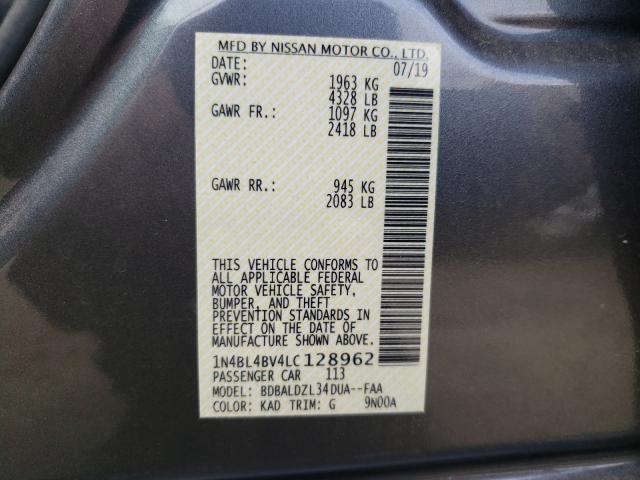 MFD BY NISSAN MOTOR CO., LTD.
DATE: 07/19
GVWR: 1963 KG
4328 LB
GAWR FR.: 1097 KG
2418 LB
GAWR RR.: 945 KG
2083 LB
THIS VEHICLE CONFORMS TO
ALL APPLICABLE FEDERAL
MOTOR VEHICLE SAFETY,
BUMPER, AND THEFT
PREVENTION STANDARDS IN
EFFECT ON THE DATE OF
MANUFACTURE SHOWN ABOVE.
1N4BL4BV4LC128962
PASSENGER CAR 113
MODEL: BDBALDZL34DUA--FAA
COLOR: KAD TRIM: G 9N00A